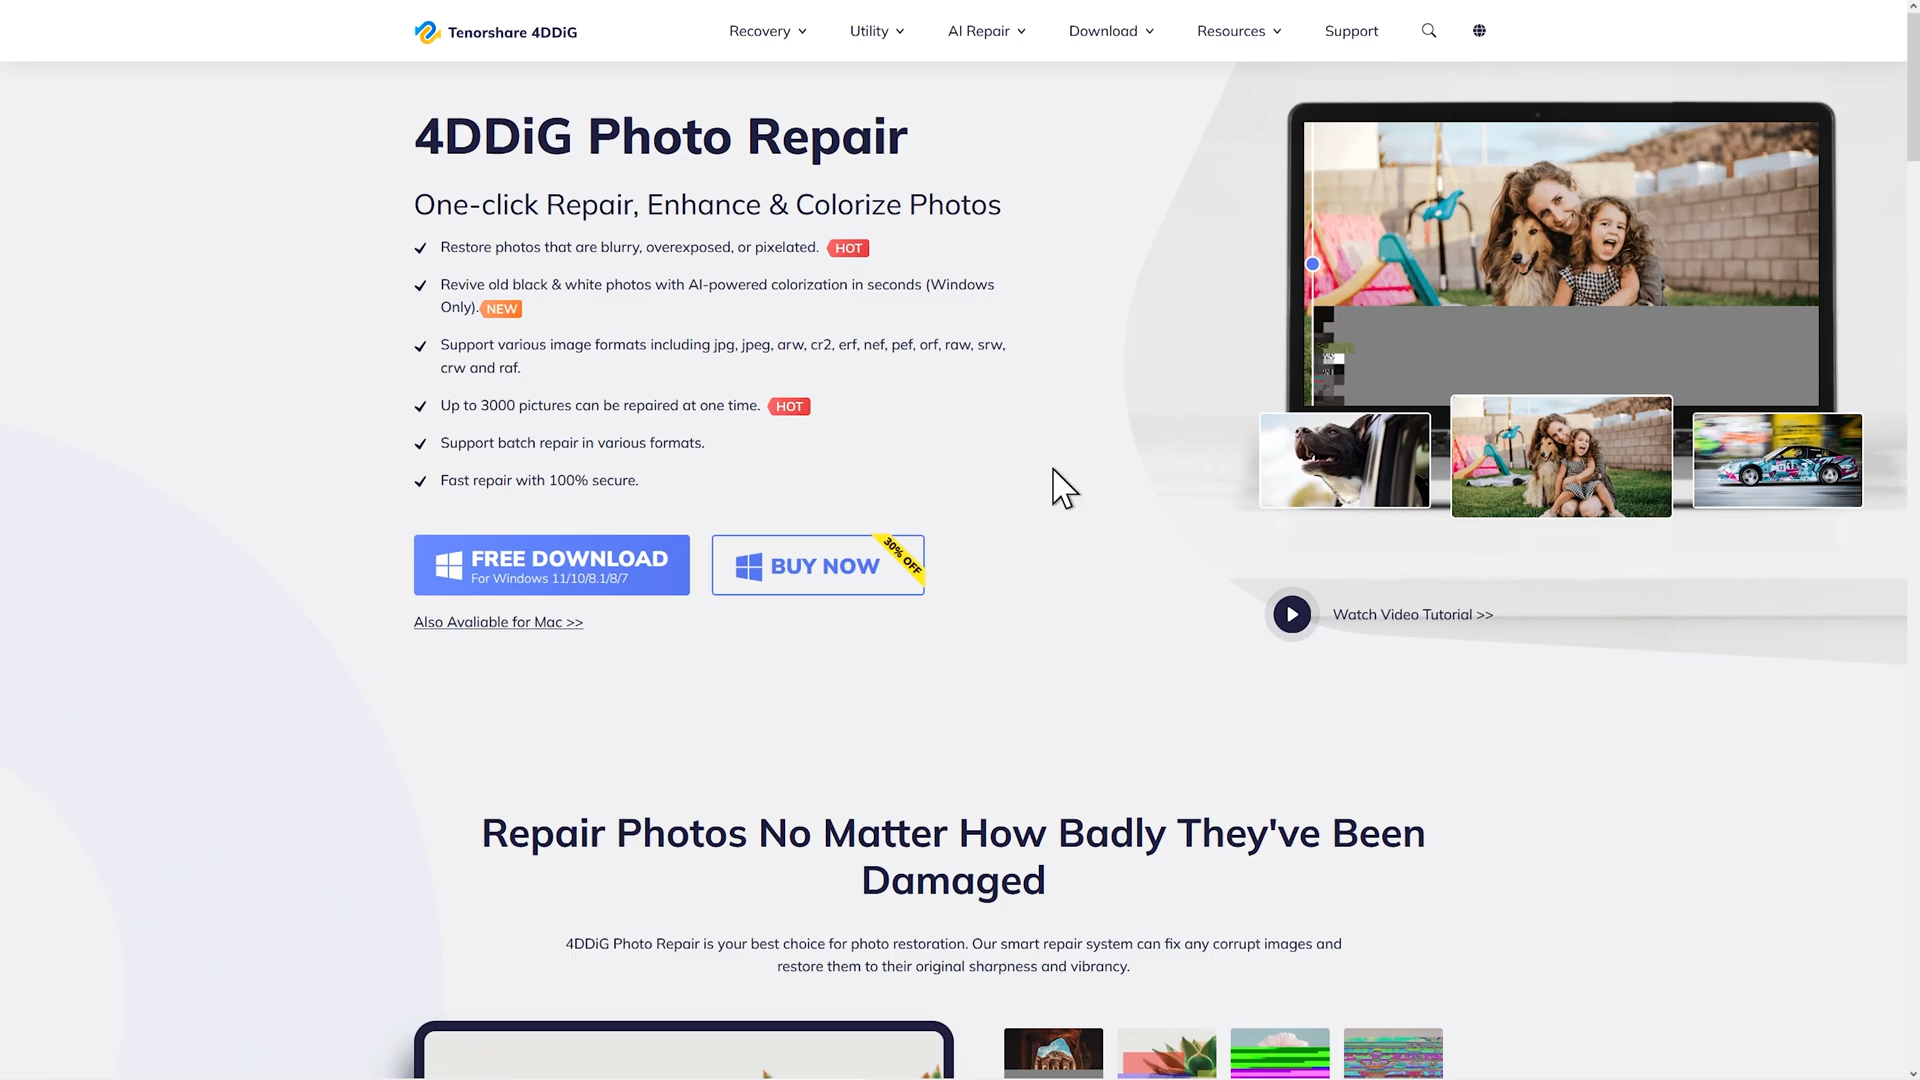 Tenorshare 4DDiG
Recovery
Utility
AI Repair
Download
Resources
Support
4DDiG Photo Repair
One-click Repair, Enhance & Colorize Photos
Restore photos that are blurry, overexposed, or pixelated. HOT
Revive old black & white photos with AI-powered colorization in seconds (Windows
Only). NEW
Support various image formats including jpg, jpeg, arw, cr2, erf, nef, pef, orf, raw, srw,
crw and raf.
Up to 3000 pictures can be repaired at one time. HOT
Support batch repair in various formats.
Fast repair with 100% secure.
FREE DOWNLOAD
For Windows 11/10/8.1/8/7
BUY NOW
30% OFF
Also Avaliable for Mac >>
Watch Video Tutorial >>
Repair Photos No Matter How Badly They've Been
Damaged
4DDiG Photo Repair is your best choice for photo restoration. Our smart repair system can fix any corrupt images and
restore them to their original sharpness and vibrancy.